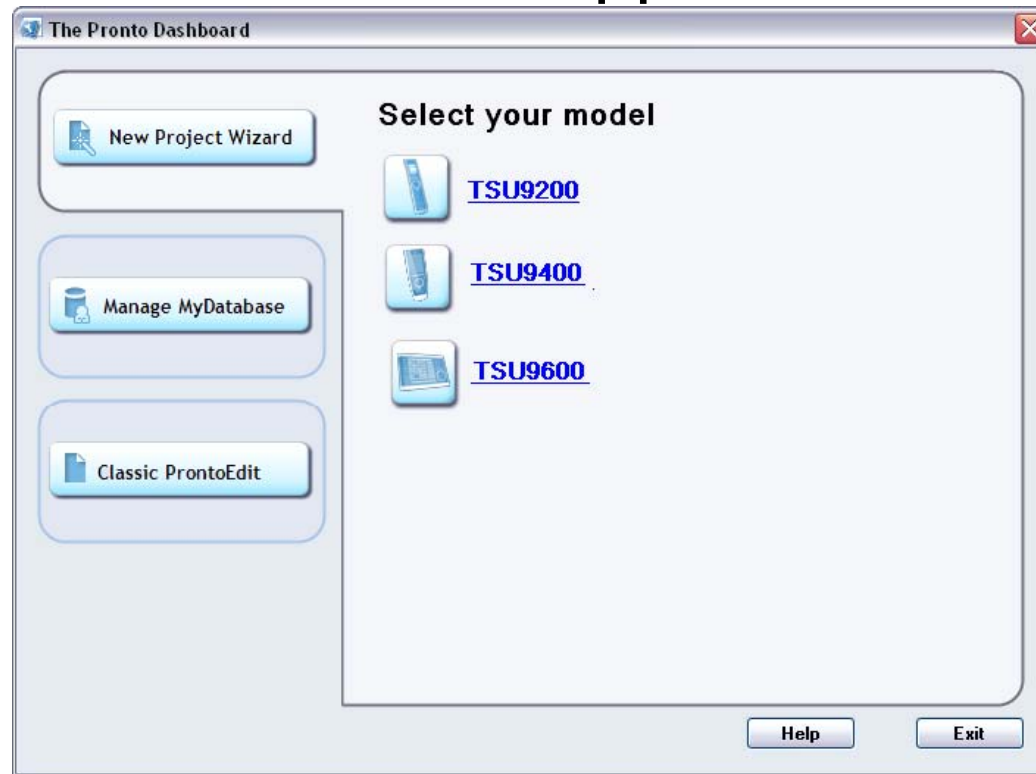 The Pronto Dashboard
New Project Wizard
Select your model
TSU9200
TSU9400
Manage MyDatabase
TSU9600
Classic ProntoEdit
Help
Exit